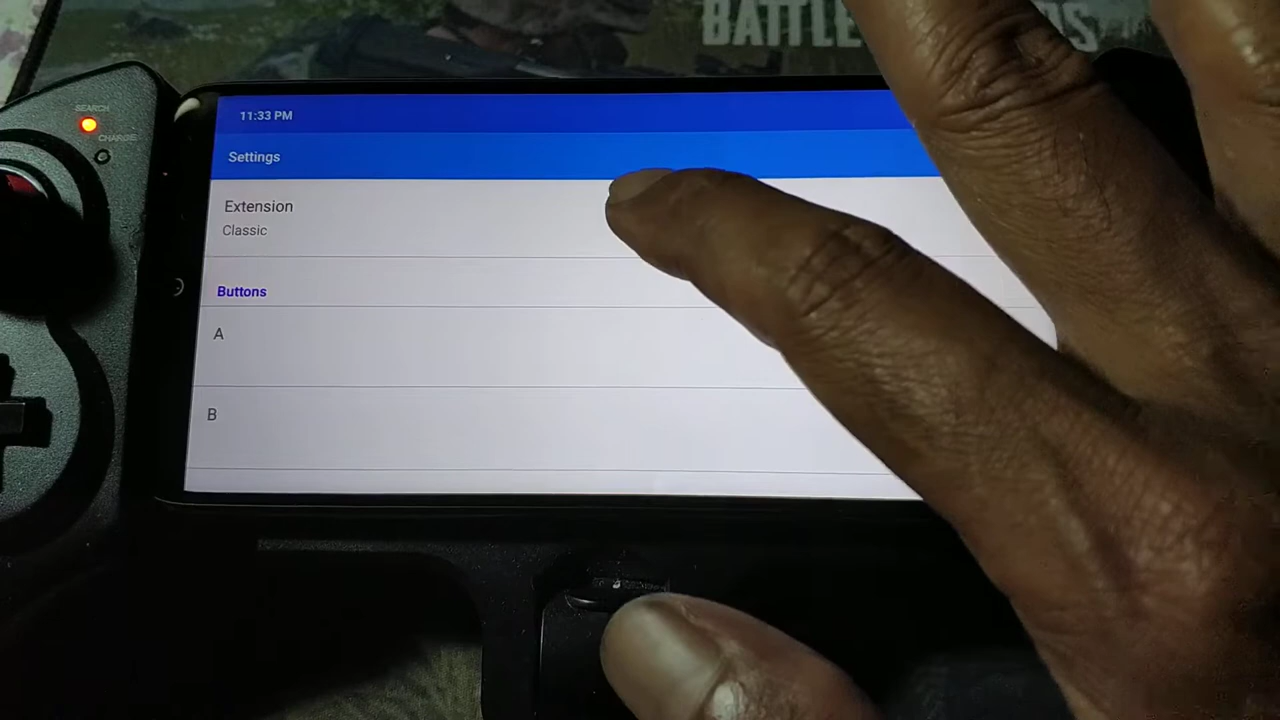 BATTLE
SEARCH
CHARGE
11:33 PM
Settings
Extension
Classic
Buttons
A
B